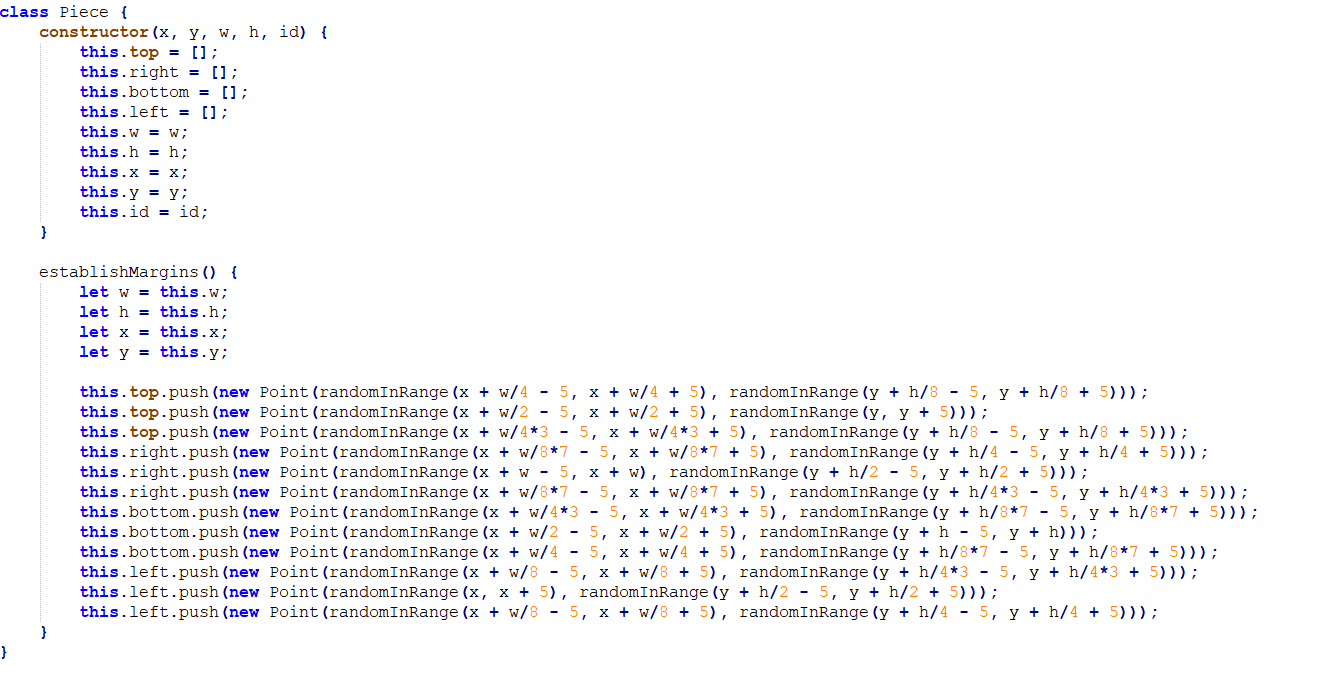 class Piece {
    constructor(x, y, w, h, id) {
        this.top = [];
        this.right = [];
        this.bottom = [];
        this.left = [];
        this.w = w;
        this.h = h;
        this.x = x;
        this.y = y;
        this.id = id;
    }

    establishMargins() {
        let w = this.w;
        let h = this.h;
        let x = this.x;
        let y = this.y;

        this.top.push(new Point(randomInRange(x + w/4 - 5, x + w/4 + 5), randomInRange(y + h/8 - 5, y + h/8 + 5)));
        this.top.push(new Point(randomInRange(x + w/2 - 5, x + w/2 + 5), randomInRange(y, y + 5)));
        this.top.push(new Point(randomInRange(x + w/4*3 - 5, x + w/4*3 + 5), randomInRange(y + h/8 - 5, y + h/8 + 5)));
        this.right.push(new Point(randomInRange(x + w/8*7 - 5, x + w/8*7 + 5), randomInRange(y + h/4 - 5, y + h/4 + 5)));
        this.right.push(new Point(randomInRange(x + w - 5, x + w), randomInRange(y + h/2 - 5, y + h/2 + 5)));
        this.right.push(new Point(randomInRange(x + w/8*7 - 5, x + w/8*7 + 5), randomInRange(y + h/4*3 - 5, y + h/4*3 + 5)));
        this.bottom.push(new Point(randomInRange(x + w/4*3 - 5, x + w/4*3 + 5), randomInRange(y + h/8*7 - 5, y + h/8*7 + 5)));
        this.bottom.push(new Point(randomInRange(x + w/2 - 5, x + w/2 + 5), randomInRange(y + h - 5, y + h)));
        this.bottom.push(new Point(randomInRange(x + w/4 - 5, x + w/4 + 5), randomInRange(y + h/8*7 - 5, y + h/8*7 + 5)));
        this.left.push(new Point(randomInRange(x + w/8 - 5, x + w/8 + 5), randomInRange(y + h/4*3 - 5, y + h/4*3 + 5)));
        this.left.push(new Point(randomInRange(x, x + 5), randomInRange(y + h/2 - 5, y + h/2 + 5)));
        this.left.push(new Point(randomInRange(x + w/8 - 5, x + w/8 + 5), randomInRange(y + h/4 - 5, y + h/4 + 5)));
    }
}